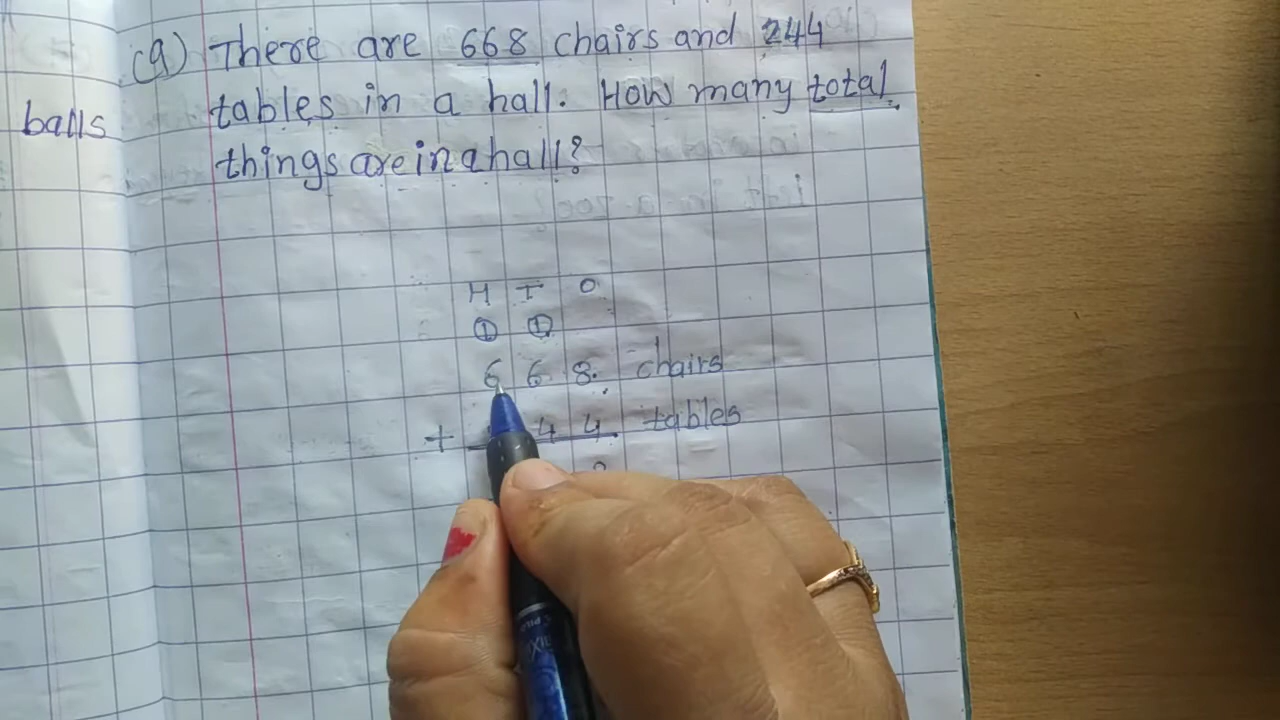 balls
(9) There are 668 chairs and 244
tables in a hall. How many total
things are in a hall?
H T O
1 1
6 6 8. chairs
+ 4 4. tables